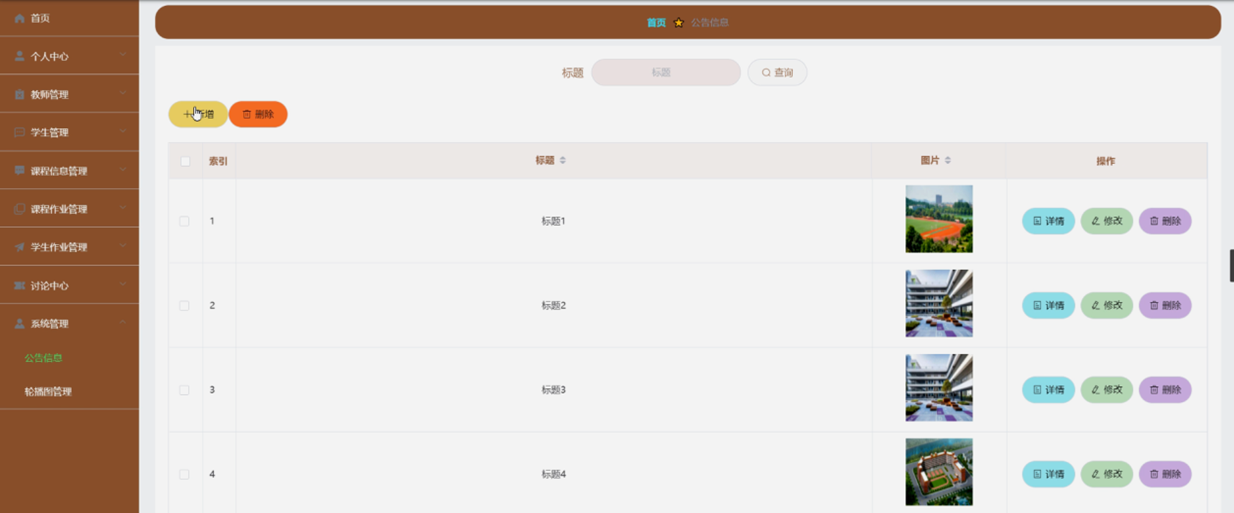 首页
个人中心
教师管理
学生管理
课程信息管理
课程作业管理
学生作业管理
讨论中心
系统管理
公告信息
轮播图管理
首页 公告信息
标题 标题 查询
增 删除
索引 标题 图片 操作
1 标题1 详情 修改 删除
2 标题2 详情 修改 删除
3 标题3 详情 修改 删除
4 标题4 详情 修改 删除